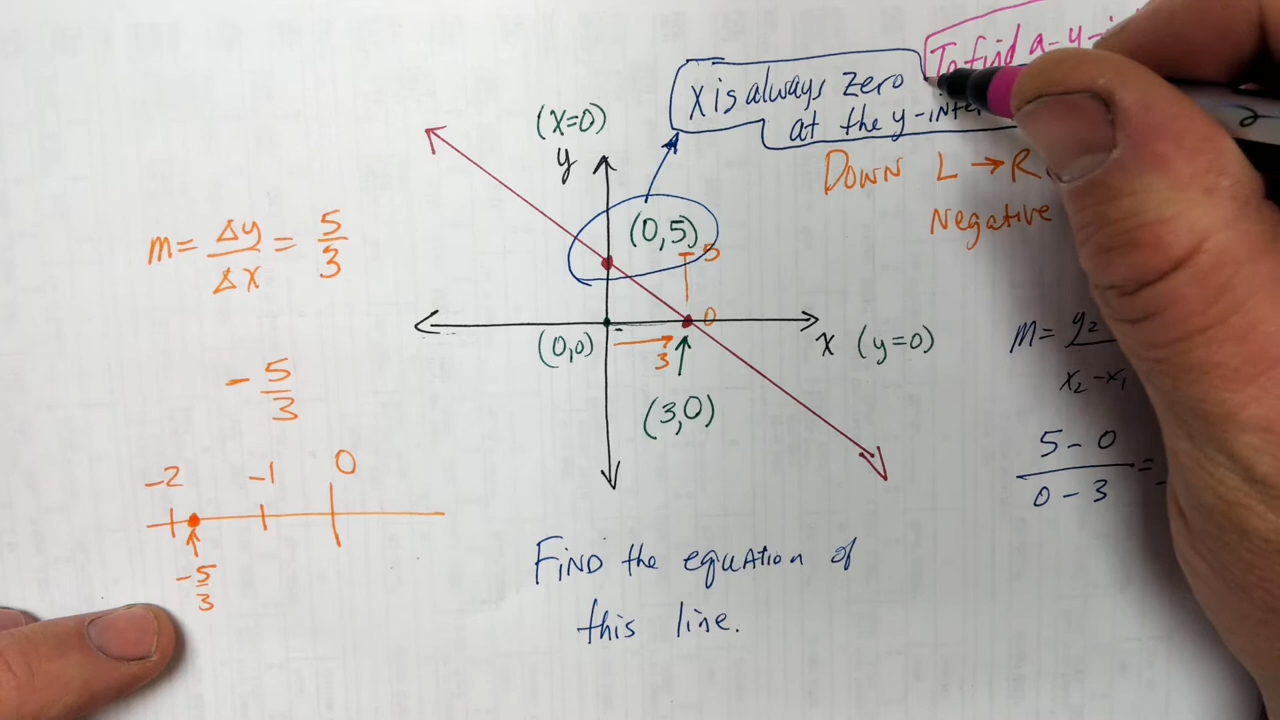 To find a y-i
x is always zero
at the y-inte
(x=0)
y
DOWN L → R
Negative
(0,5)
5
m = Δy/Δx = 5/3
0
(0,0)
3
x (y=0)
m = y₂
x₂-x₁
- 5/3
(3,0)
5 - 0
0 - 3
=
-2 -1 0
-5/3
Find the equation of
this line.